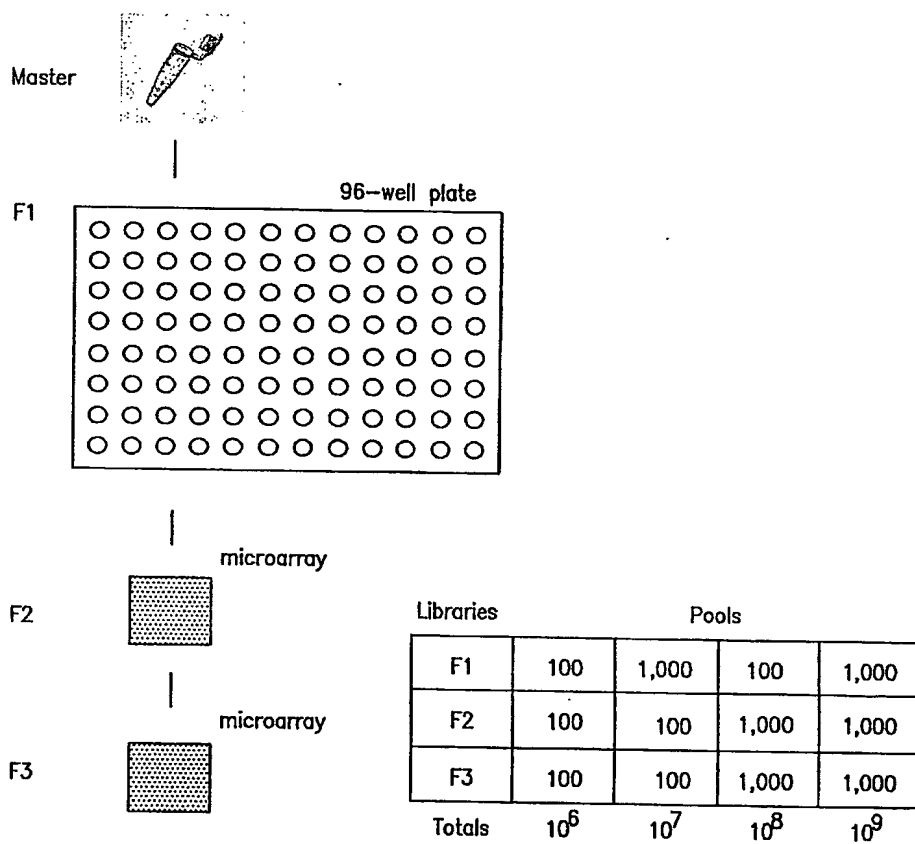 Master
96-well plate
F1
microarray
F2
microarray
F3
Libraries Pools
F1 100 1,000 100 1,000
F2 100 100 1,000 1,000
F3 100 100 1,000 1,000
Totals 10^6 10^7 10^8 10^9